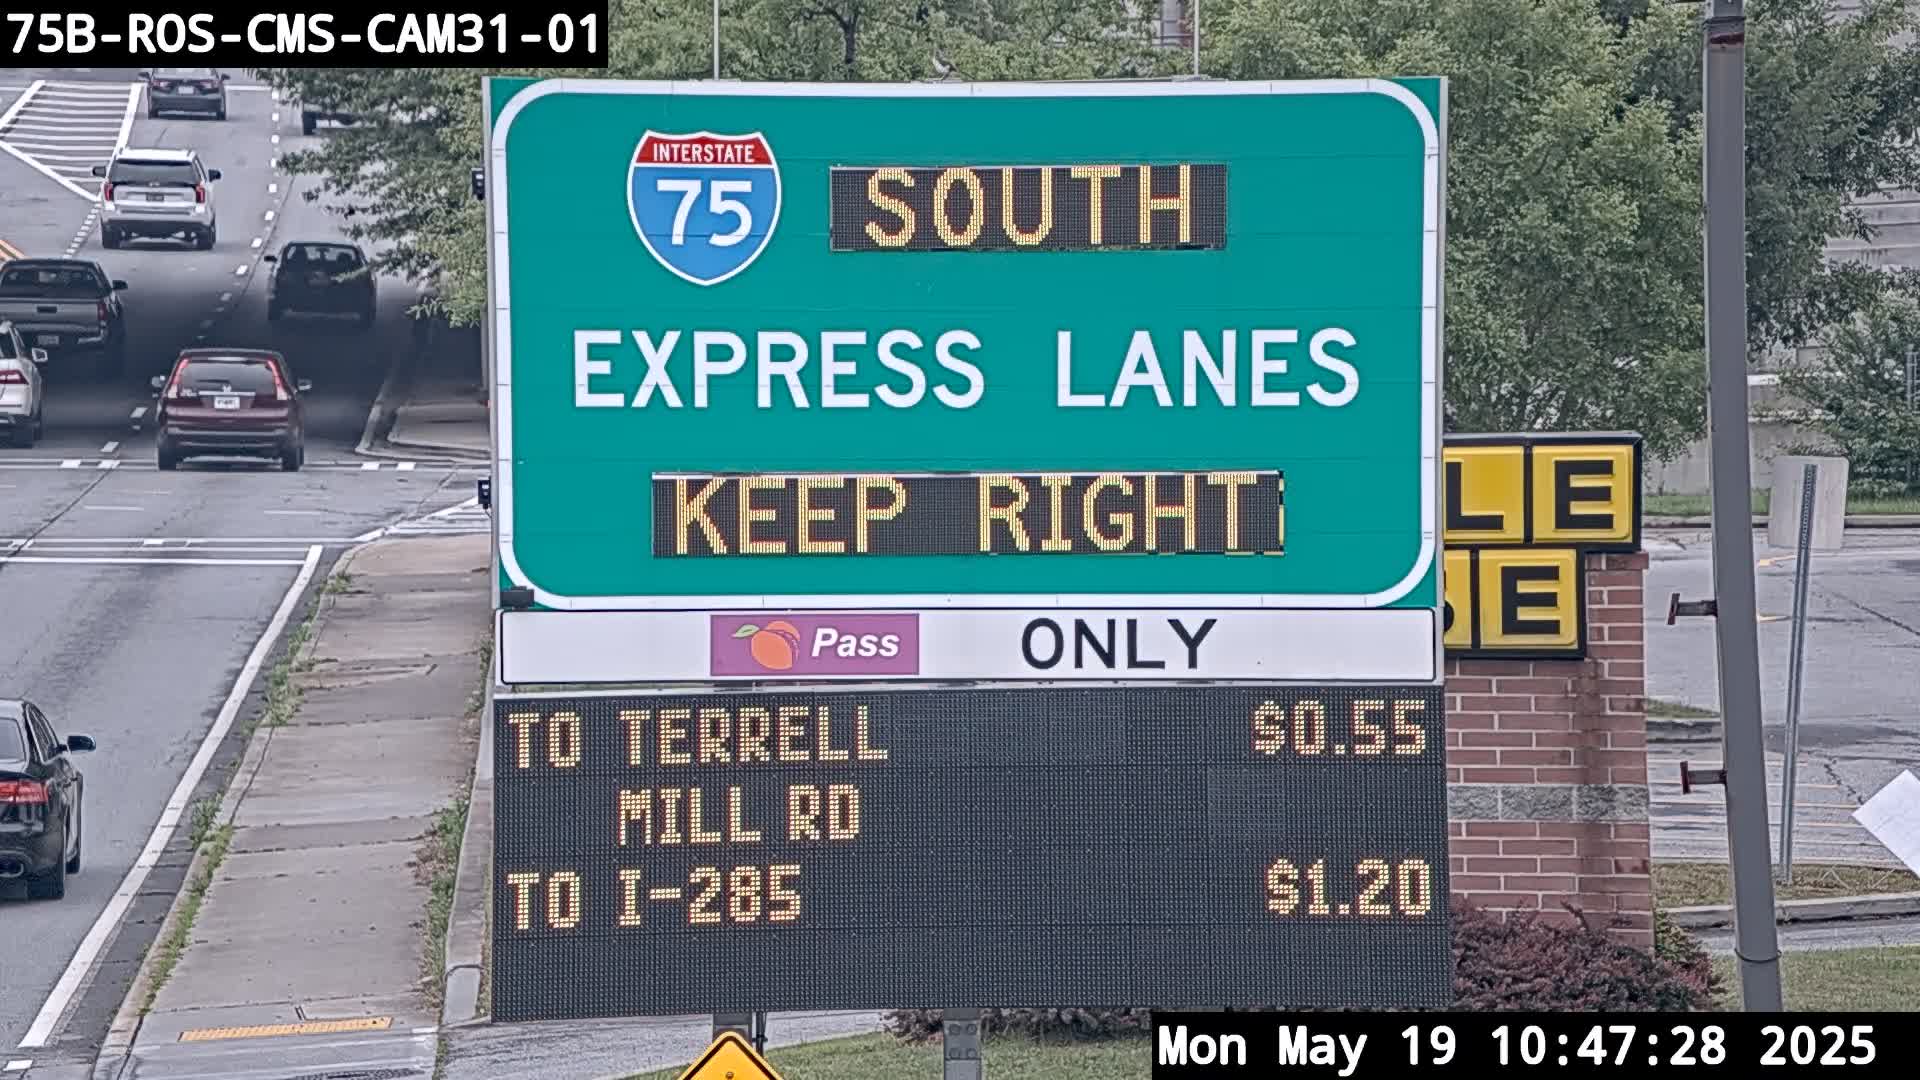 75B-ROS-CMS-CAM31-01
INTERSTATE
75
SOUTH
EXPRESS LANES
KEEP RIGHT
Pass ONLY
TO TERRELL $0.55
MILL RD
TO I-285 $1.20
LE
E
Mon May 19 10:47:28 2025